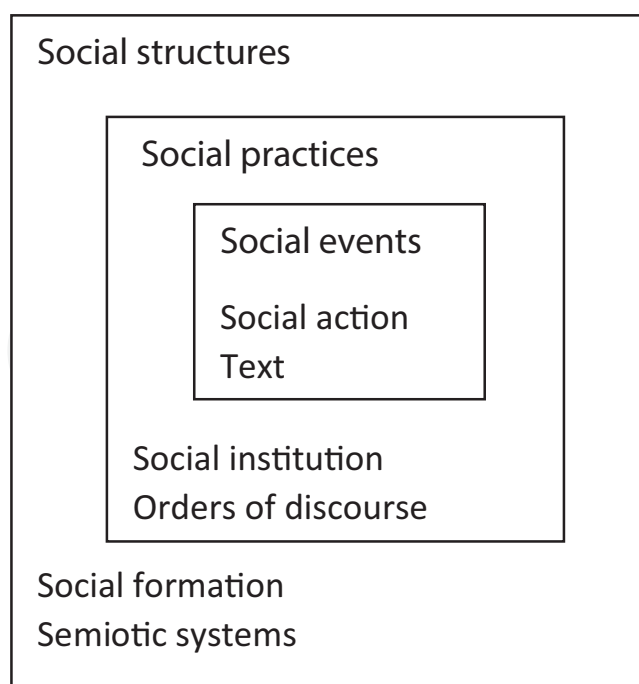 Social structures
Social practices
Social events
Social action
Text
Social institution
Orders of discourse
Social formation
Semiotic systems